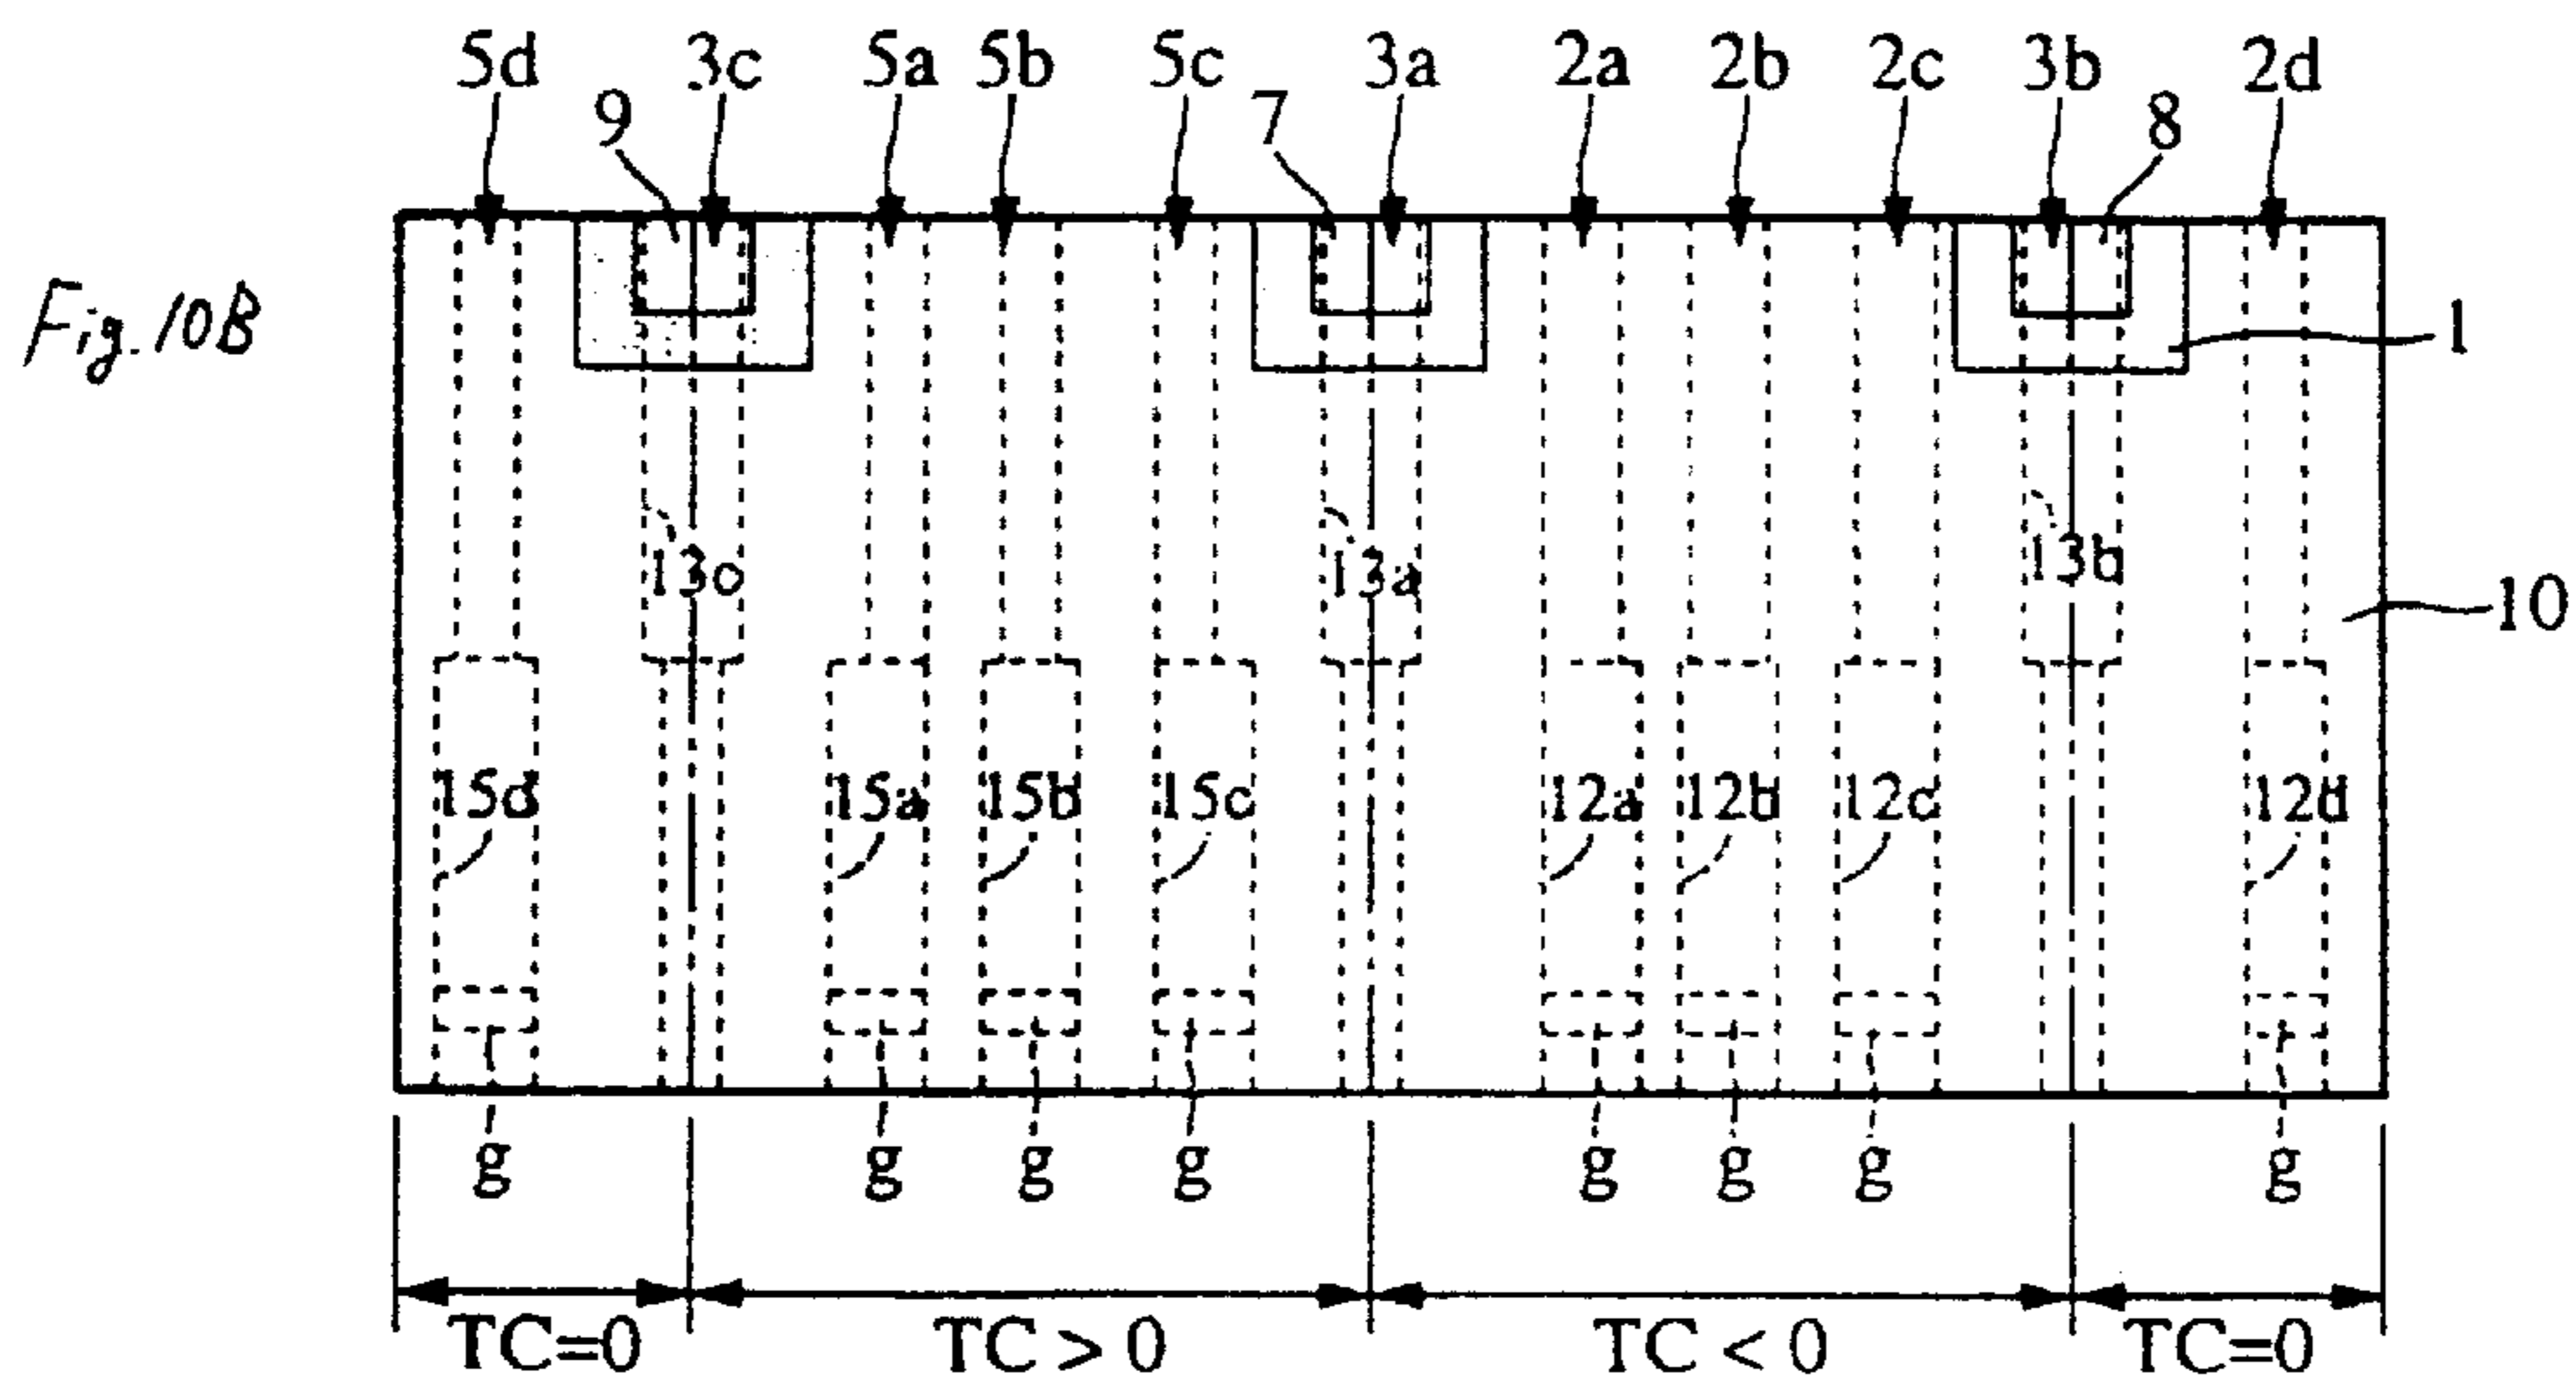 5d 3c 5a 5b 5c 3a 2a 2b 2c 3b 2d
9 7 8
Fig. 10B
1
13c 13a 13b
10
15d 15a 15b 15c 12a 12b 12c 12d
g g g g g g g g
TC=0 TC > 0 TC < 0 TC=0